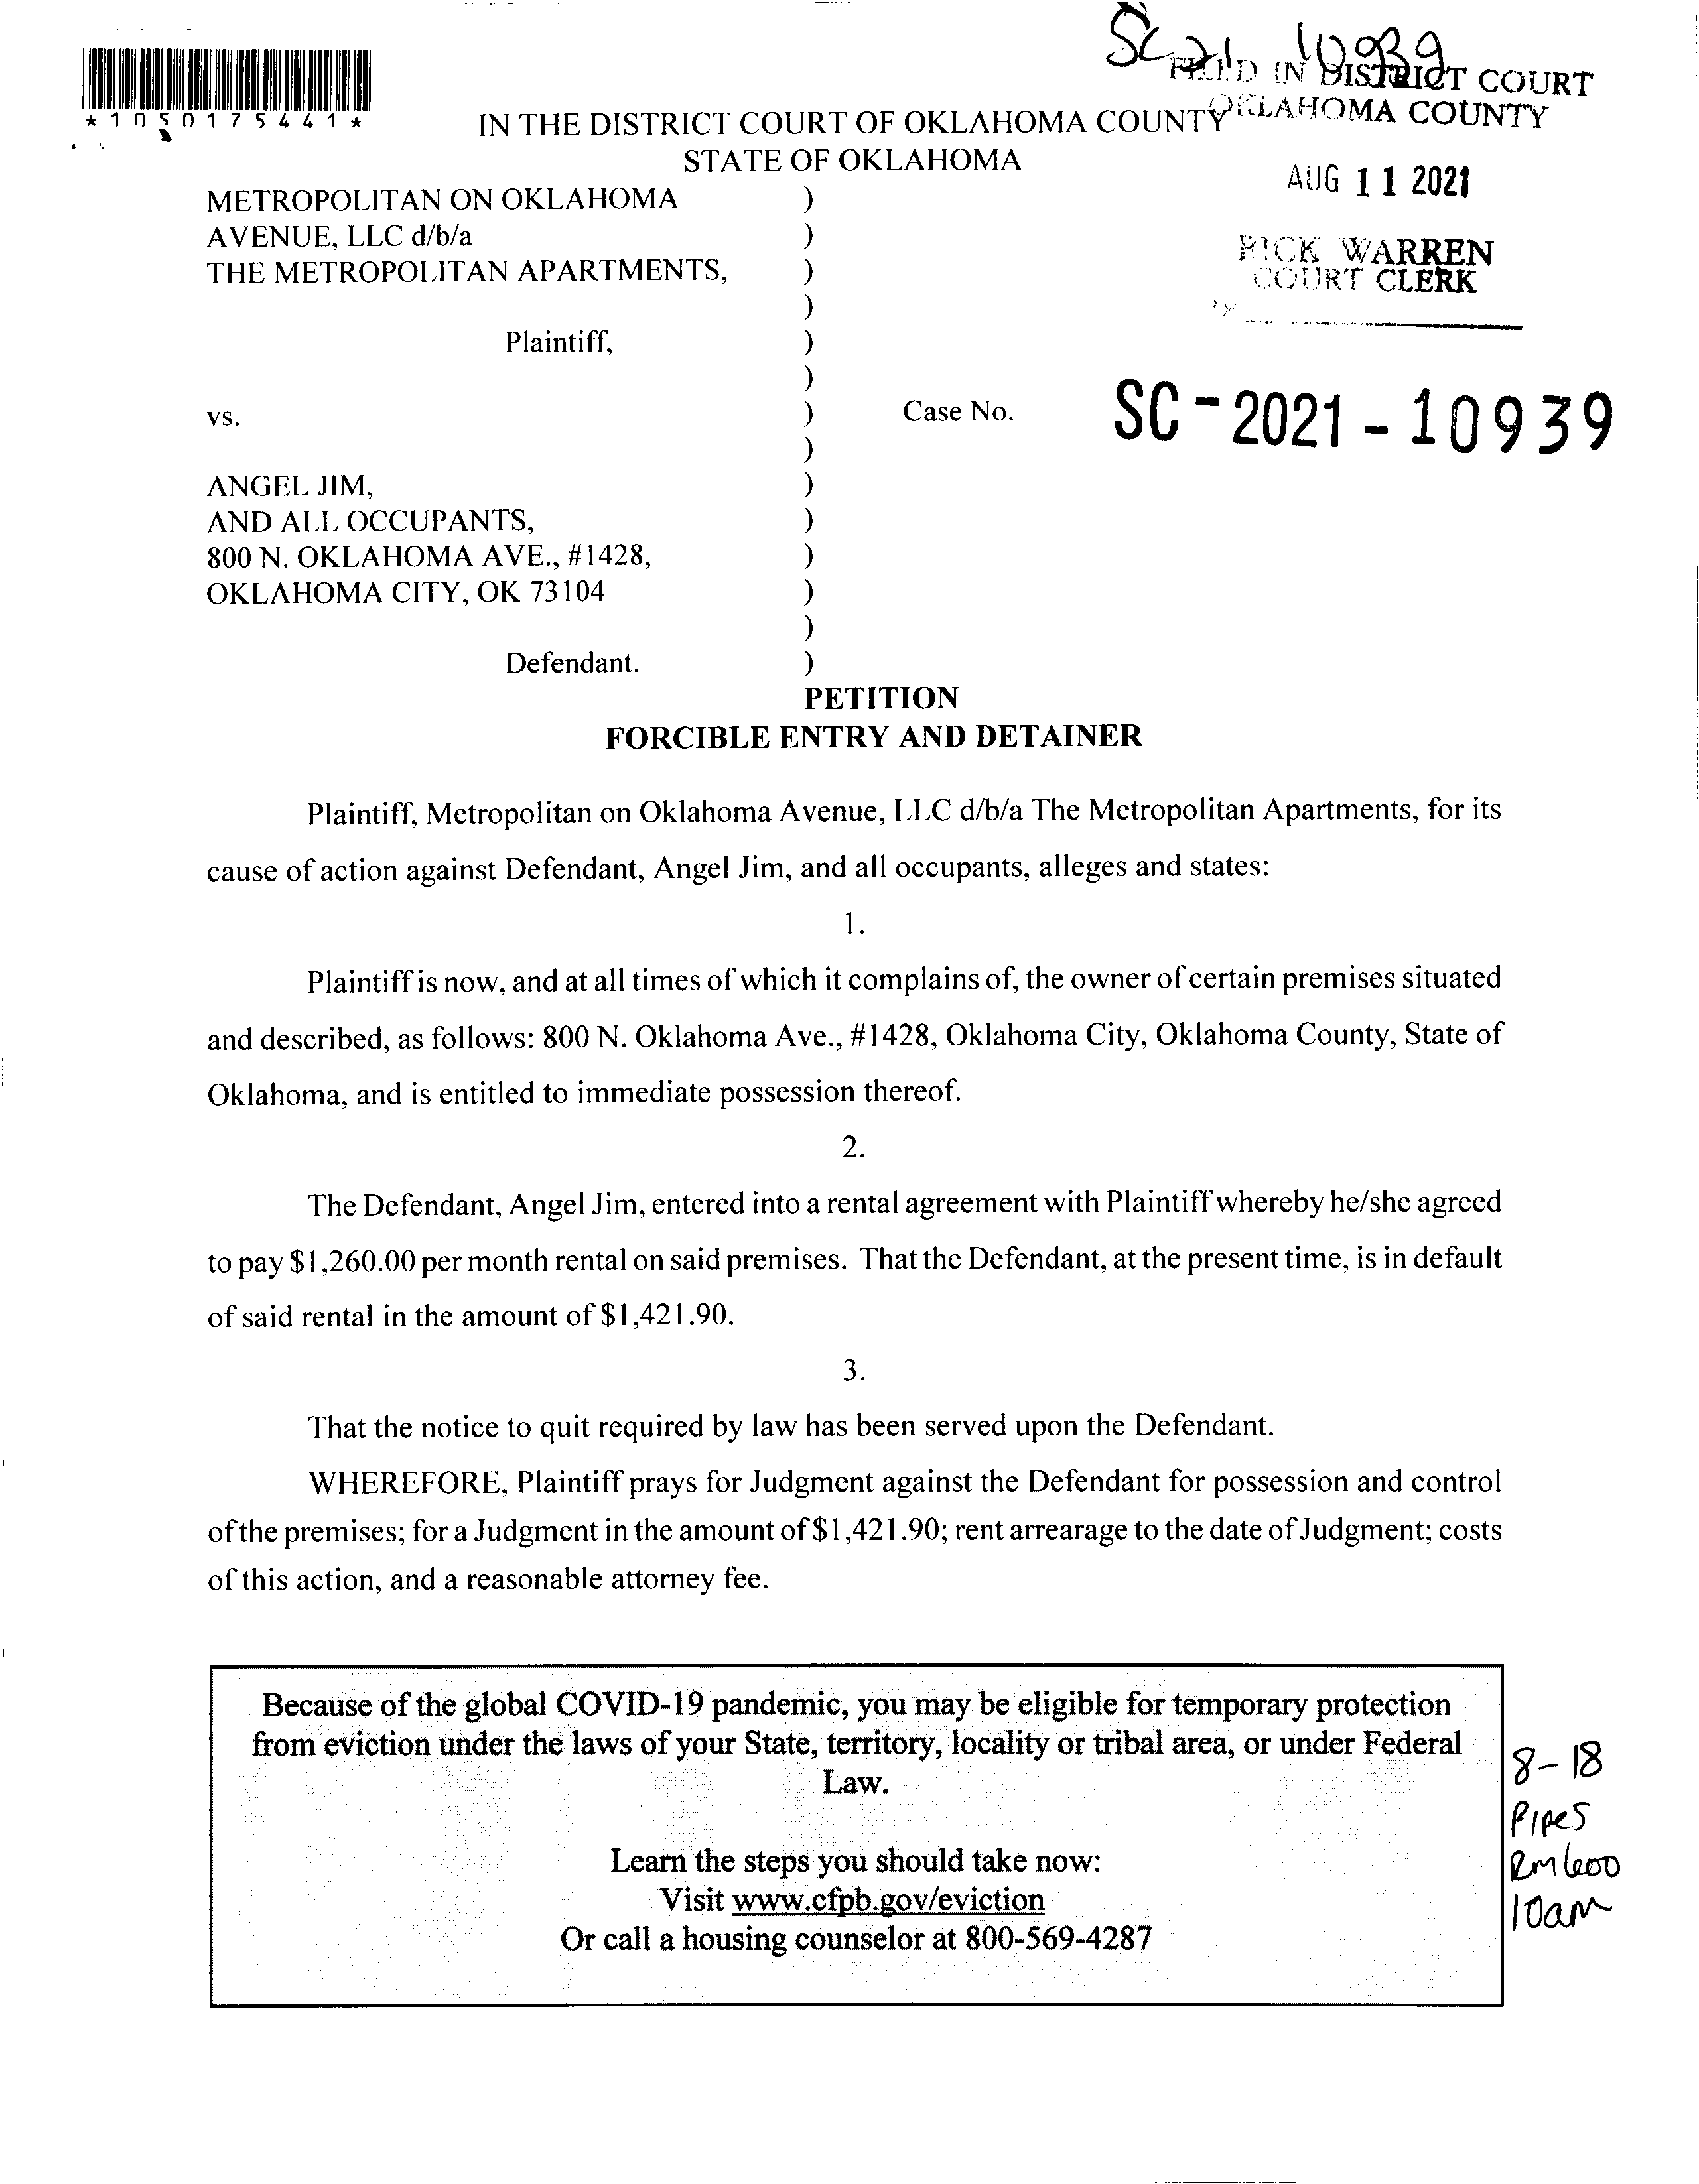 SC 21 10939
FILED IN DISTRICT COURT
OKLAHOMA COUNTY
*1050175441*
IN THE DISTRICT COURT OF OKLAHOMA COUNTY
STATE OF OKLAHOMA
AUG 11 2021
RICK WARREN
COURT CLERK
METROPOLITAN ON OKLAHOMA )
AVENUE, LLC d/b/a )
THE METROPOLITAN APARTMENTS, )
)
Plaintiff, )
)
vs. ) Case No. SC-2021-10939
)
ANGEL JIM, )
AND ALL OCCUPANTS, )
800 N. OKLAHOMA AVE., #1428, )
OKLAHOMA CITY, OK 73104 )
)
Defendant. )
PETITION
FORCIBLE ENTRY AND DETAINER
Plaintiff, Metropolitan on Oklahoma Avenue, LLC d/b/a The Metropolitan Apartments, for its
cause of action against Defendant, Angel Jim, and all occupants, alleges and states:
1.
Plaintiff is now, and at all times of which it complains of, the owner of certain premises situated
and described, as follows: 800 N. Oklahoma Ave., #1428, Oklahoma City, Oklahoma County, State of
Oklahoma, and is entitled to immediate possession thereof.
2.
The Defendant, Angel Jim, entered into a rental agreement with Plaintiff whereby he/she agreed
to pay $1,260.00 per month rental on said premises. That the Defendant, at the present time, is in default
of said rental in the amount of $1,421.90.
3.
That the notice to quit required by law has been served upon the Defendant.
WHEREFORE, Plaintiff prays for Judgment against the Defendant for possession and control
of the premises; for a Judgment in the amount of $1,421.90; rent arrearage to the date of Judgment; costs
of this action, and a reasonable attorney fee.
Because of the global COVID-19 pandemic, you may be eligible for temporary protection
from eviction under the laws of your State, territory, locality or tribal area, or under Federal
Law.
Learn the steps you should take now:
Visit www.cfpb.gov/eviction
Or call a housing counselor at 800-569-4287
8-18
Pipes
Rm 600
10am